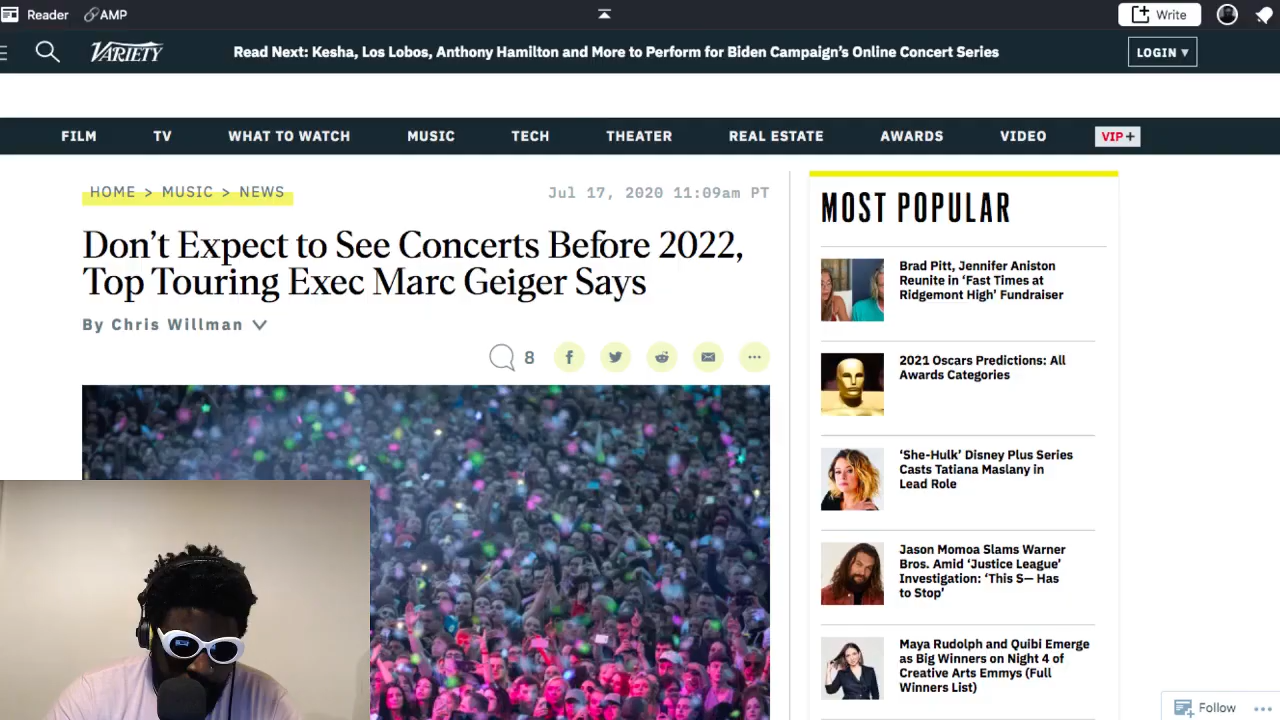 Reader AMP Write
VARIETY Read Next: Kesha, Los Lobos, Anthony Hamilton and More to Perform for Biden Campaign's Online Concert Series LOGIN ▾
FILM TV WHAT TO WATCH MUSIC TECH THEATER REAL ESTATE AWARDS VIDEO VIP+
HOME > MUSIC > NEWS Jul 17, 2020 11:09am PT
Don't Expect to See Concerts Before 2022,
Top Touring Exec Marc Geiger Says
By Chris Willman
8
MOST POPULAR
Brad Pitt, Jennifer Aniston
Reunite in 'Fast Times at
Ridgemont High' Fundraiser
2021 Oscars Predictions: All
Awards Categories
'She-Hulk' Disney Plus Series
Casts Tatiana Maslany in
Lead Role
Jason Momoa Slams Warner
Bros. Amid 'Justice League'
Investigation: 'This S— Has
to Stop'
Maya Rudolph and Quibi Emerge
as Big Winners on Night 4 of
Creative Arts Emmys (Full
Winners List)
Follow